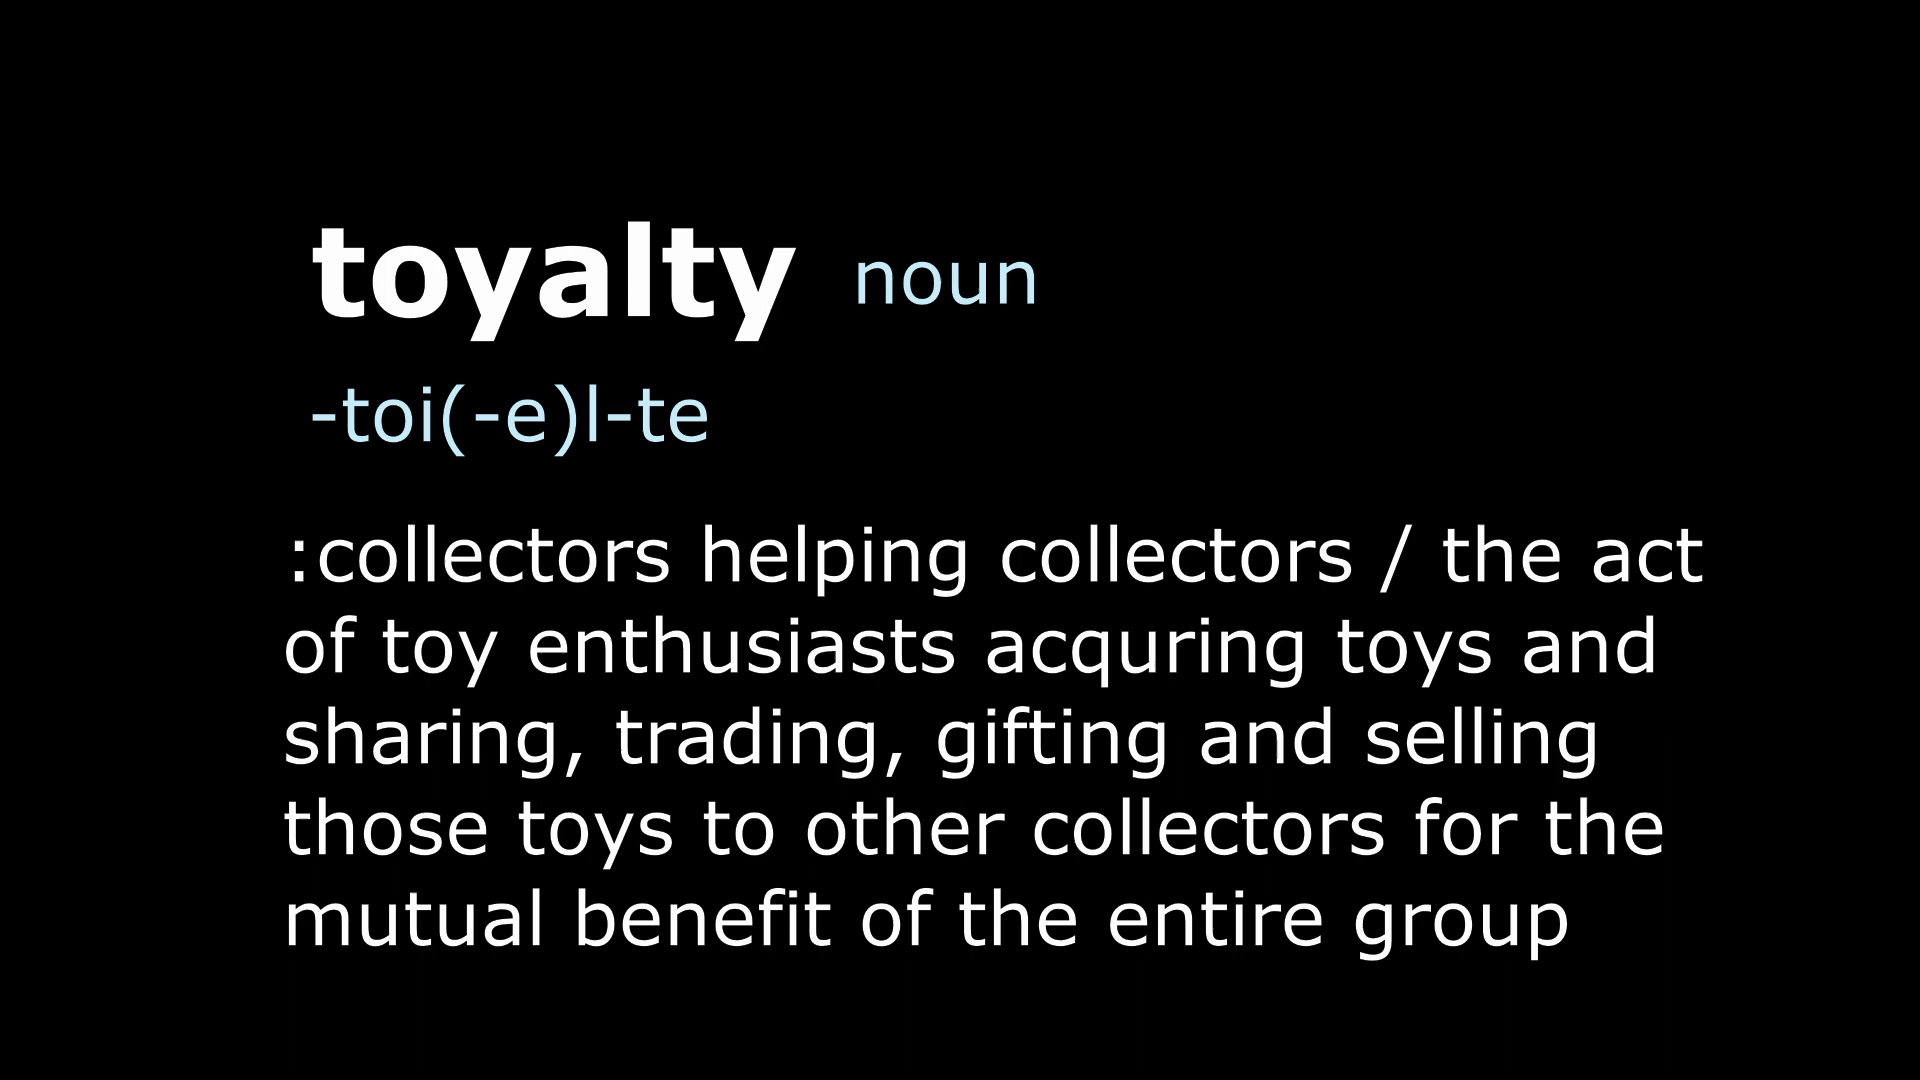 toyalty noun
-toi(-e)l-te
:collectors helping collectors / the act
of toy enthusiasts acquring toys and
sharing, trading, gifting and selling
those toys to other collectors for the
mutual benefit of the entire group